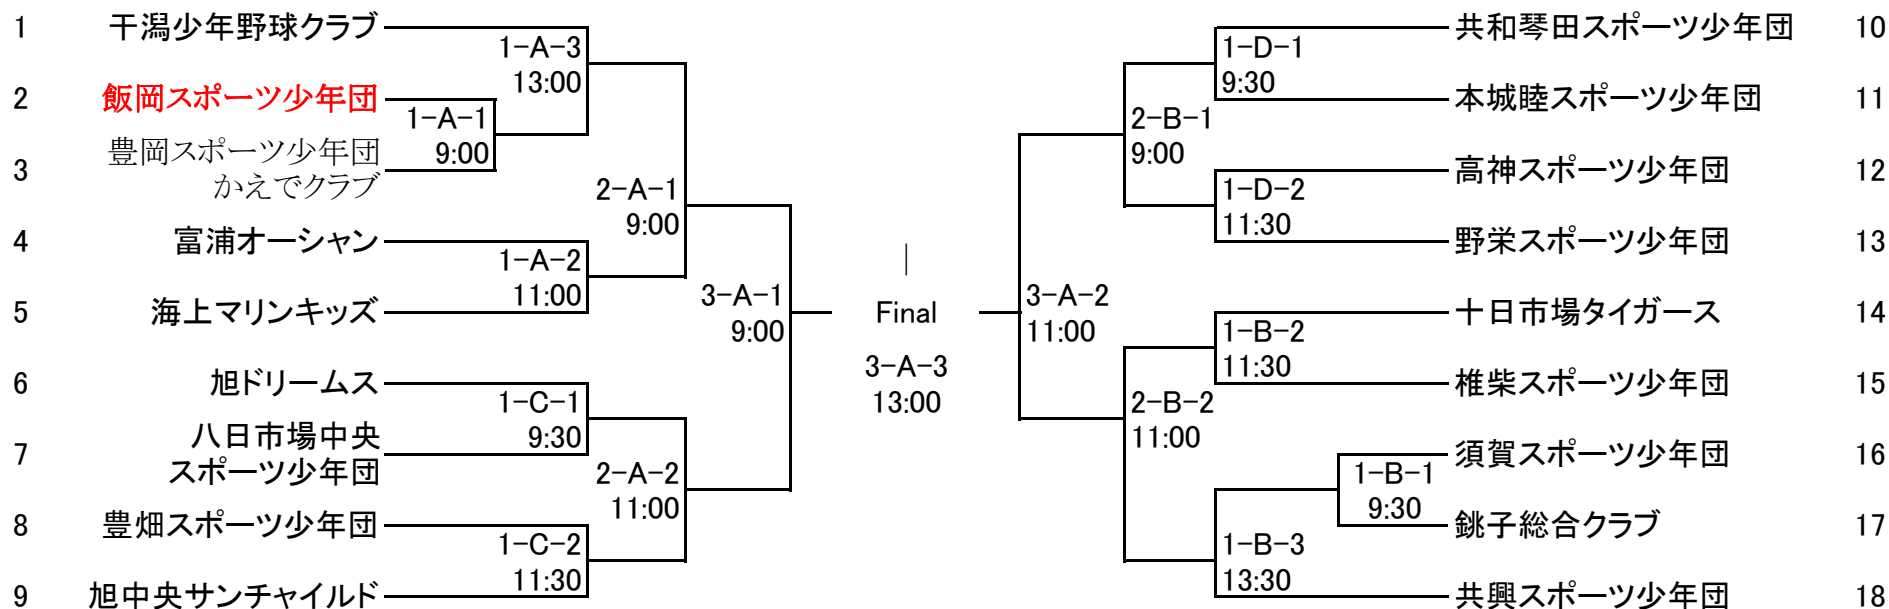 1 干潟少年野球クラブ
1-A-3
13:00
2 飯岡スポーツ少年団
1-A-1
9:00
3 豊岡スポーツ少年団
かえでクラブ
2-A-1
9:00
4 富浦オーシャン
1-A-2
11:00
5 海上マリンキッズ
3-A-1
9:00
6 旭ドリームス
1-C-1
9:30
7 八日市場中央
スポーツ少年団
2-A-2
11:00
8 豊畑スポーツ少年団
1-C-2
11:30
9 旭中央サンチャイルド
|
Final
3-A-3
13:00
共和琴田スポーツ少年団 10
1-D-1
9:30
本城睦スポーツ少年団 11
2-B-1
9:00
高神スポーツ少年団 12
1-D-2
11:30
野栄スポーツ少年団 13
3-A-2
11:00
十日市場タイガース 14
1-B-2
11:30
椎柴スポーツ少年団 15
2-B-2
11:00
須賀スポーツ少年団 16
1-B-1
9:30
銚子総合クラブ 17
1-B-3
13:30
共興スポーツ少年団 18